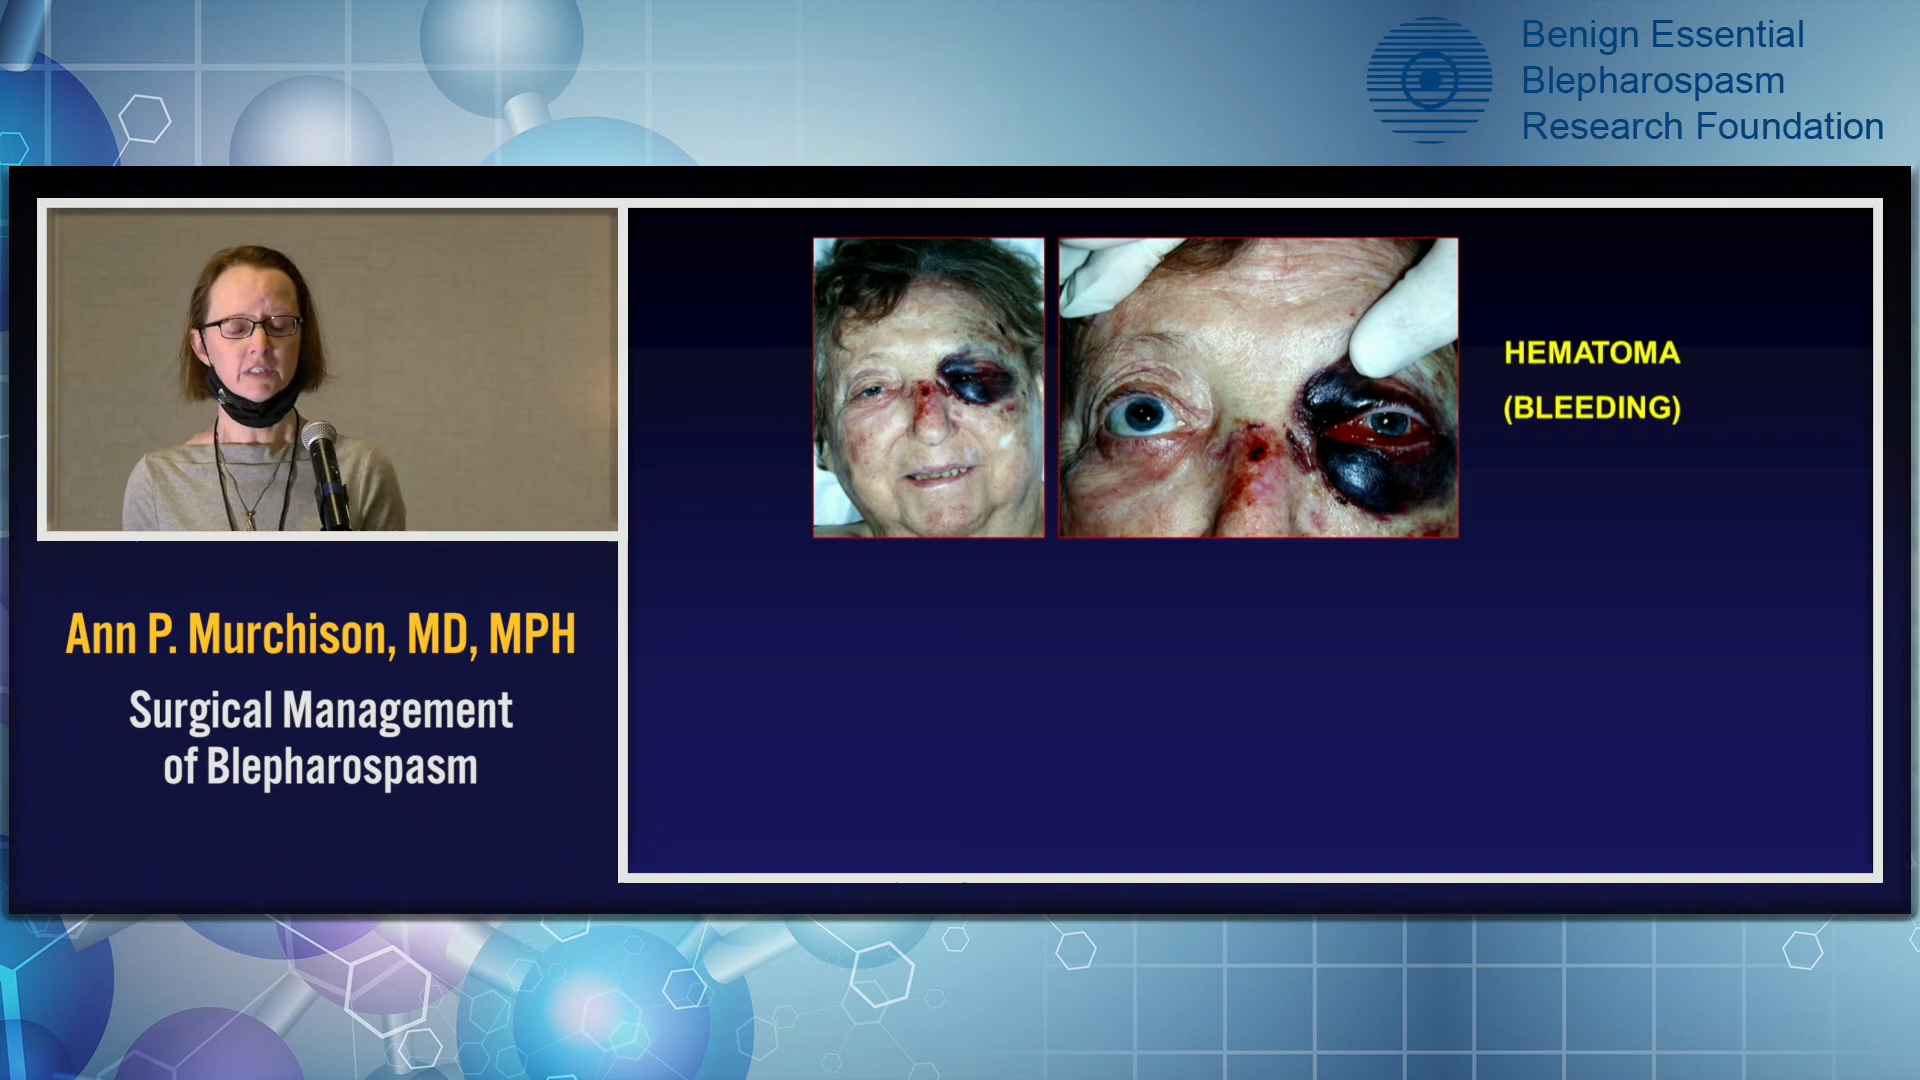 Benign Essential
Blepharospasm
Research Foundation
HEMATOMA
(BLEEDING)
Ann P. Murchison, MD, MPH
Surgical Management
of Blepharospasm